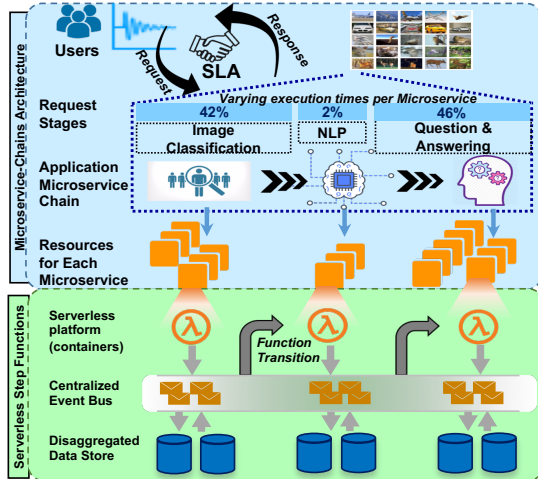 Microservice-Chains Architecture
Users
Request
Response
SLA
Request
Stages
Varying execution times per Microservice
42%
2%
46%
Image
Classification
NLP
Question &
Answering
Application
Microservice
Chain
Resources
for Each
Microservice
Serverless Step Functions
Serverless
platform
(containers)
λ
λ
λ
Function
Transition
Centralized
Event Bus
Disaggregated
Data Store